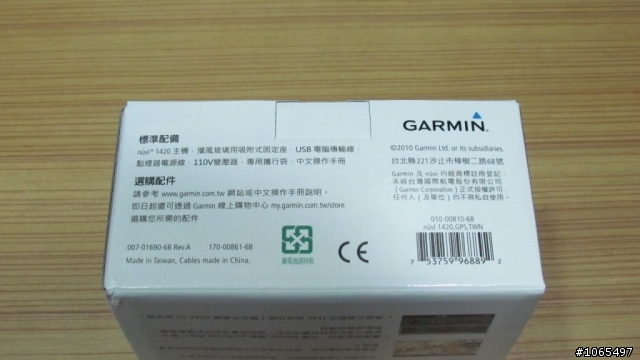 標準配備
nüvi® 1420 主機，擋風玻璃用吸附式固定座，USB 電腦傳輸線，
點煙器電源線，110V變壓器，專用攜行袋，中文操作手冊
選購配件
請參考 www.garmin.com.tw 網站或中文操作手冊說明。
即日起還可透過 Garmin 線上購物中心 my.garmin.com.tw/store
選購您所需的配件
007-01690-6B Rev.A 170-00861-6B
Made in Taiwan, Cables made in China.
CE
GARMIN
©2010 Garmin Ltd. or its subsidiaries.
台北縣221汐止市樟樹二路68號
Garmin 及 nüvi 均經商標註冊登記，
未經台灣國際航電股份有限公司
(Garmin Corporation) 正式授權許可，
任何人 (及單位) 均不得私自使用。
010-00810-6B
nüvi 1420,GPS,TWN
7 53759 96889 2
#1065497